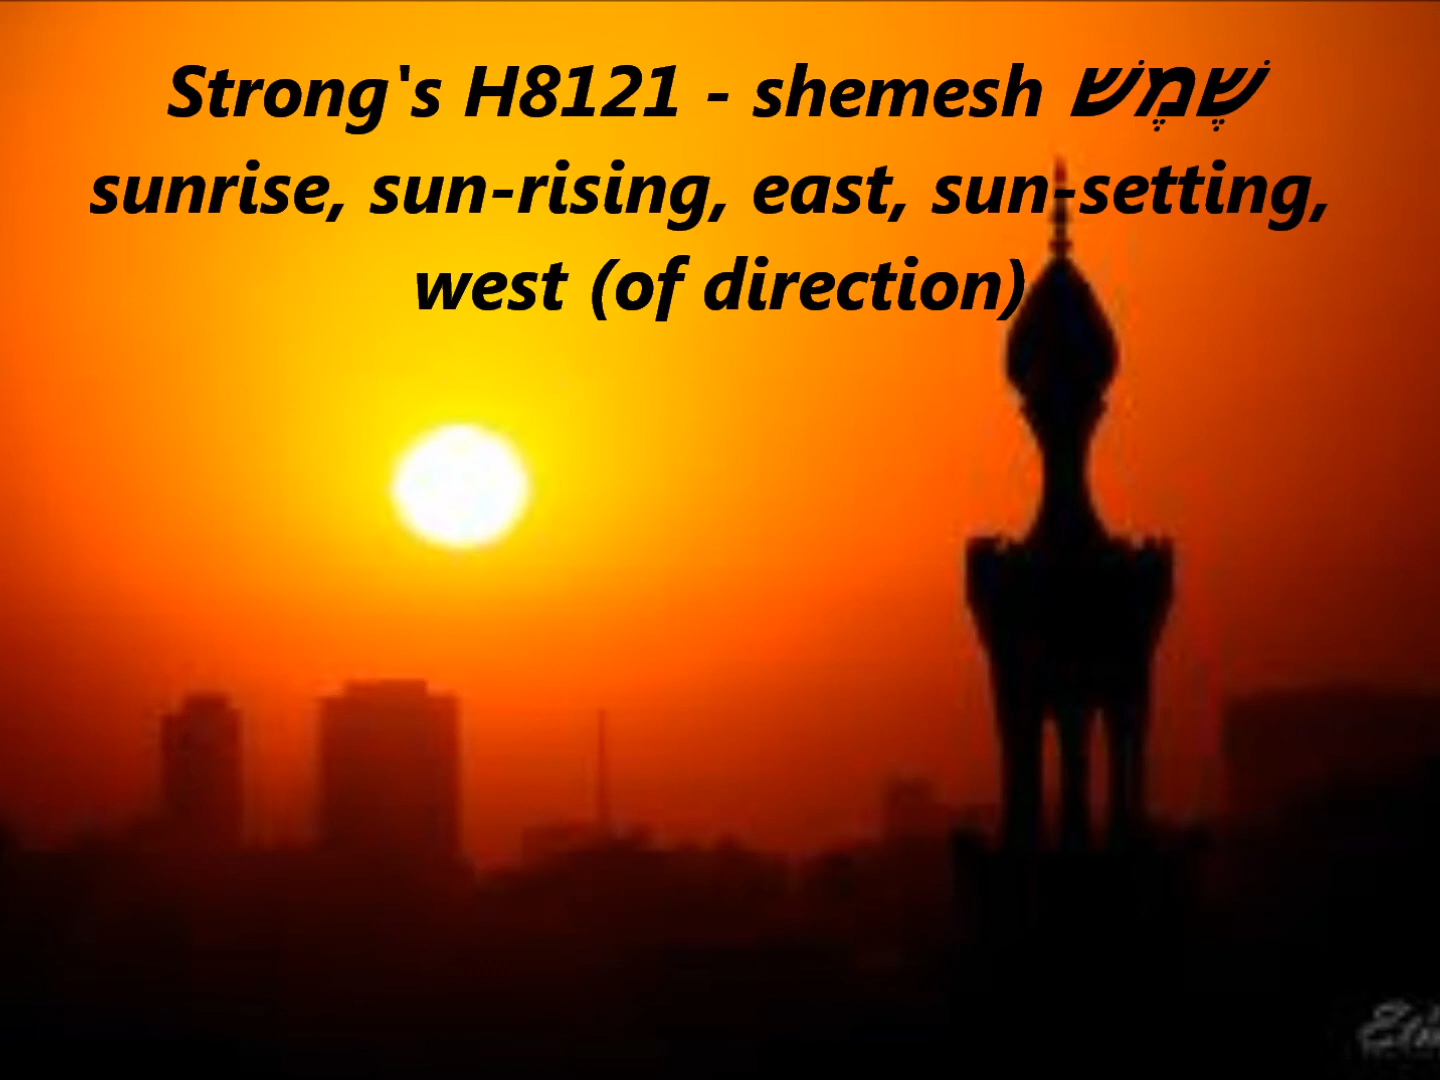 Strong's H8121 - shemesh שֶׁמֶשׁ
sunrise, sun-rising, east, sun-setting,
west (of direction)